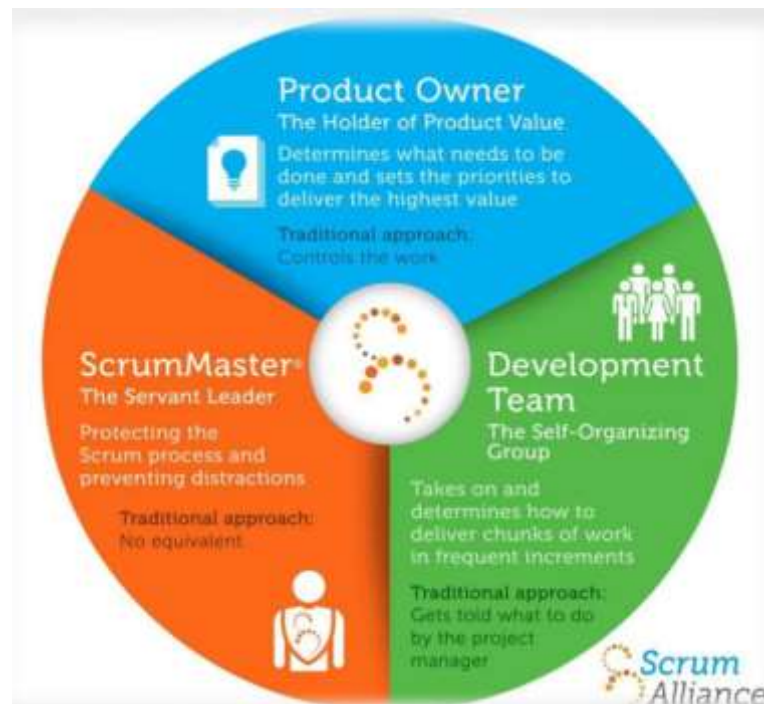 Product Owner
The Holder of Product Value
Determines what needs to be
done and sets the priorities to
deliver the highest value
Traditional approach:
Controls the work
ScrumMaster®
The Servant Leader
Protecting the
Scrum process and
preventing distractions
Traditional approach:
No equivalent
Development
Team
The Self-Organizing
Group
Takes on and
determines how to
deliver chunks of work
in frequent increments
Traditional approach:
Gets told what to do
by the project
manager
Scrum
Alliance